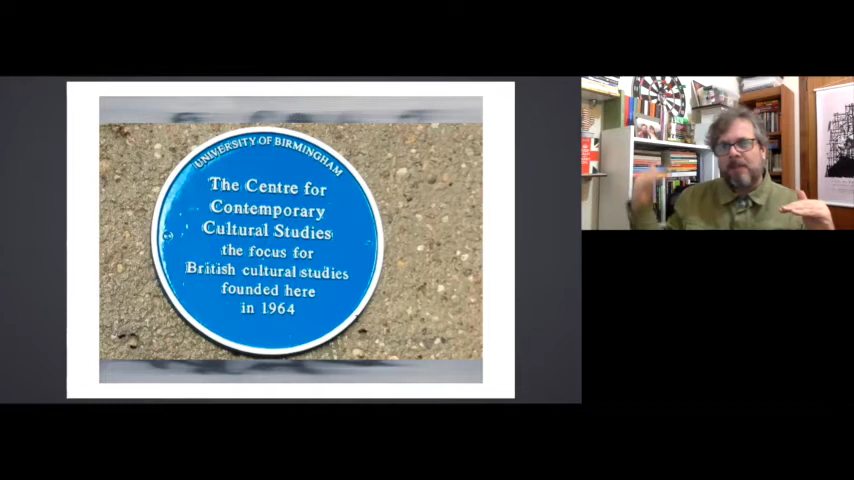 UNIVERSITY OF BIRMINGHAM
The Centre for
Contemporary
Cultural Studies
the focus for
British cultural studies
founded here
in 1964